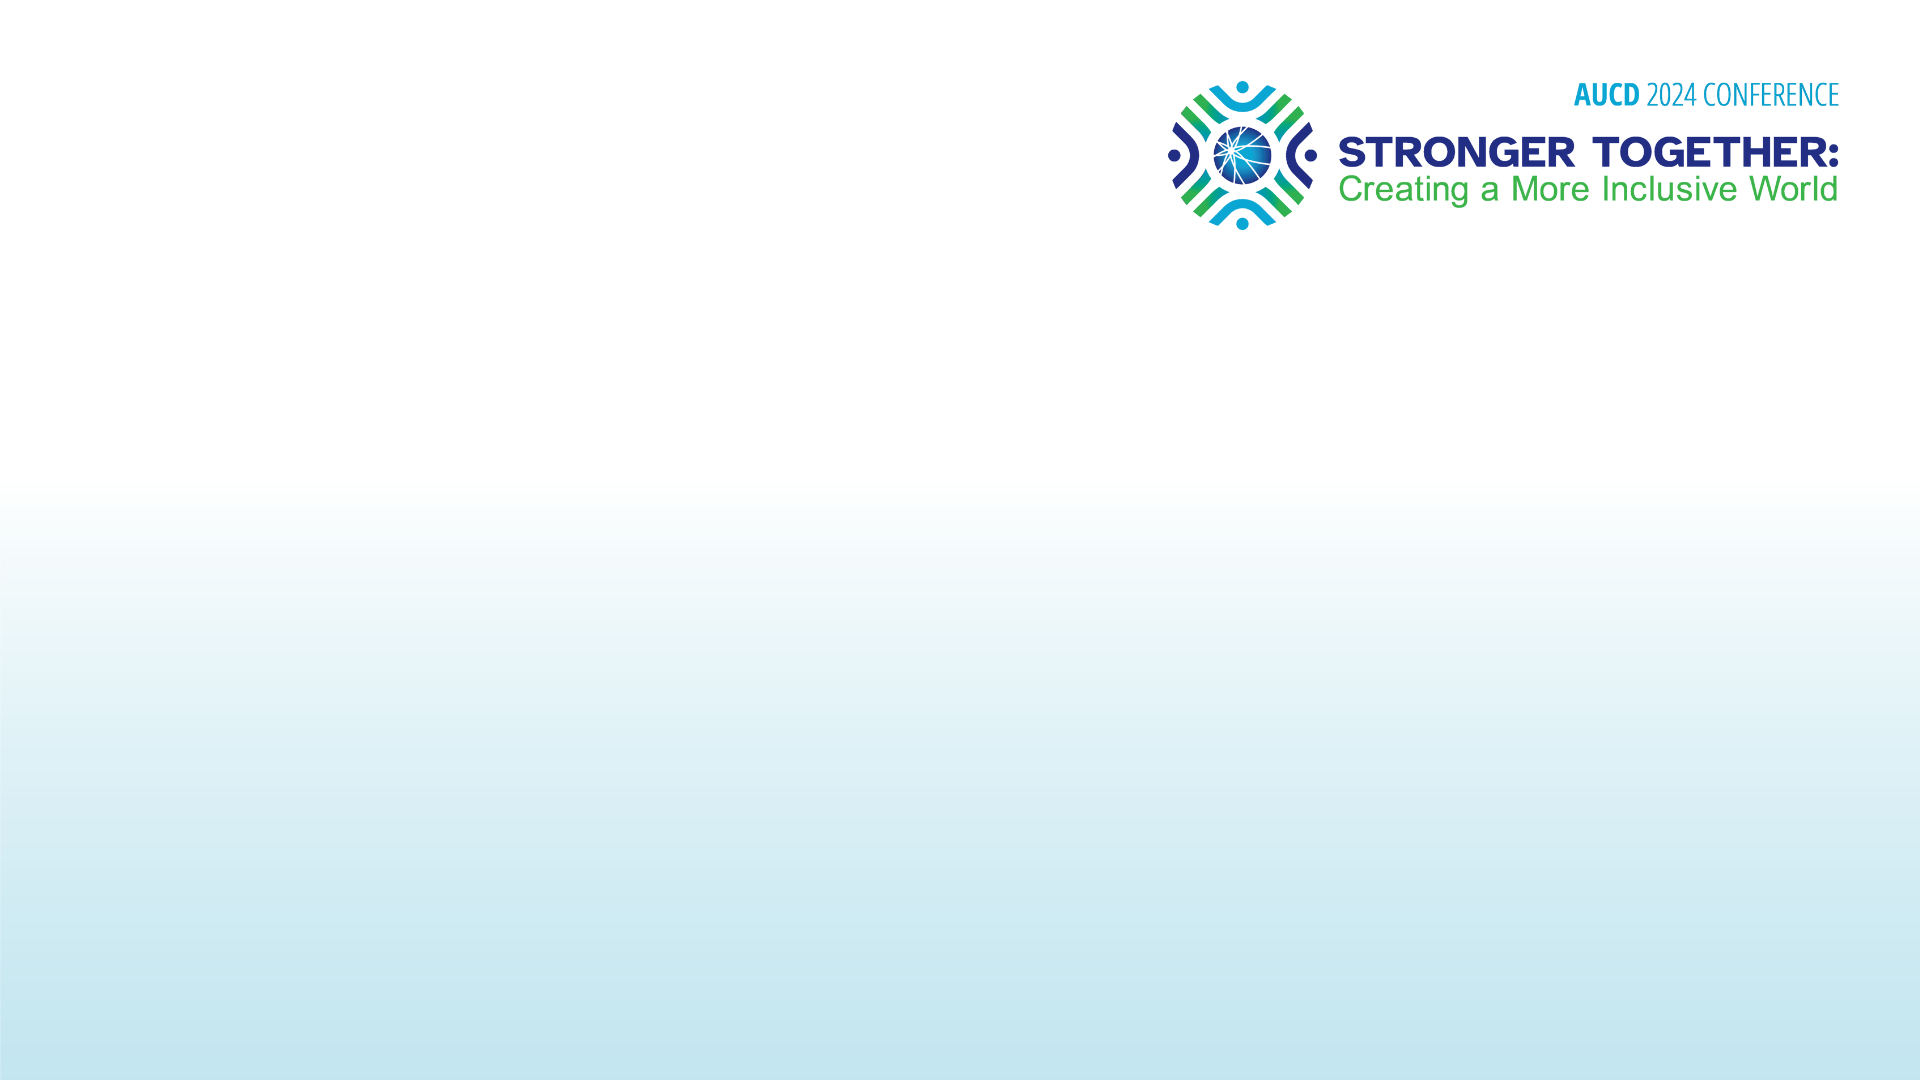 AUCD 2024 CONFERENCE
STRONGER TOGETHER:
Creating a More Inclusive World